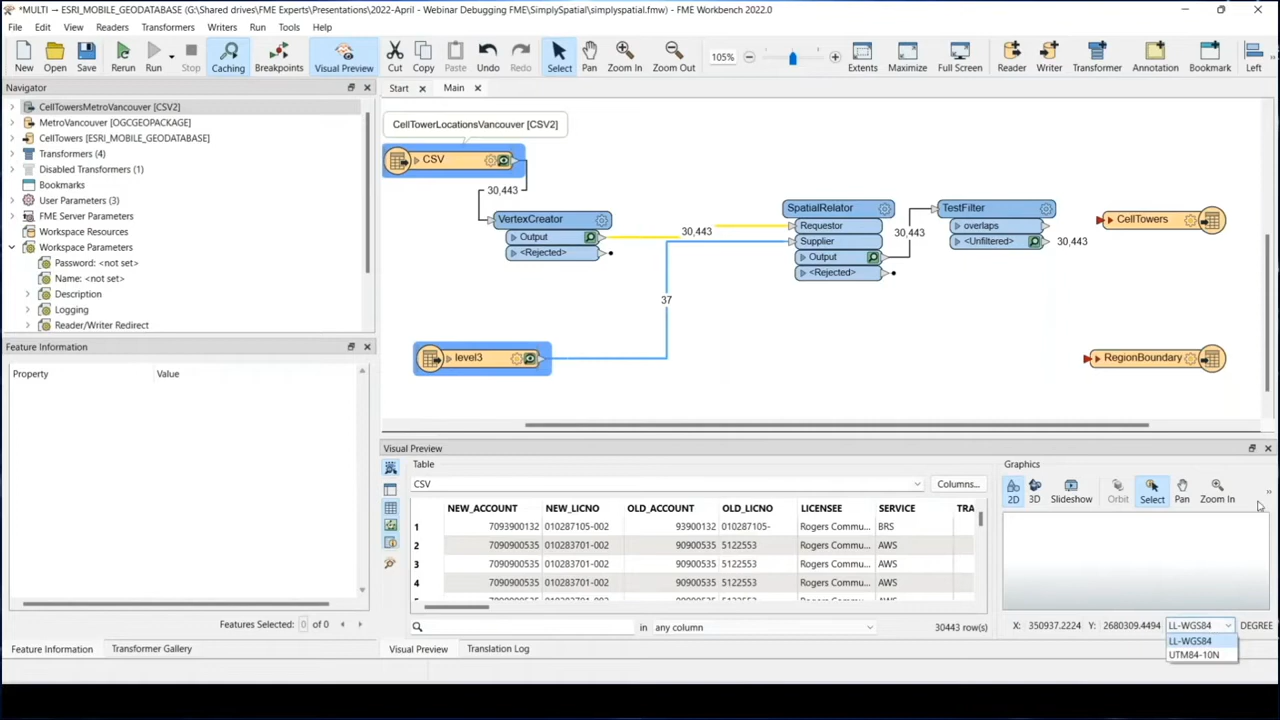 *MULTI → ESRI_MOBILE_GEODATABASE (G:\Shared drives\FME Experts\Presentations\2022-April - Webinar Debugging FME\SimplySpatial\simplyspatial.fmw) - FME Workbench 2022.0
File Edit View Readers Transformers Writers Run Tools Help
New Open Save Rerun Run Stop Caching Breakpoints Visual Preview Cut Copy Paste Undo Redo Select Pan Zoom In Zoom Out 105% Extents Maximize Full Screen Reader Writer Transformer Annotation Bookmark Left
Navigator
CellTowersMetroVancouver [CSV2]
MetroVancouver [OGCGEOPACKAGE]
CellTowers [ESRI_MOBILE_GEODATABASE]
Transformers (4)
Disabled Transformers (1)
Bookmarks
User Parameters (3)
FME Server Parameters
Workspace Resources
Workspace Parameters
Password: <not set>
Name: <not set>
Description
Logging
Reader/Writer Redirect
Feature Information
Property Value
Features Selected: 0 of 0
Feature Information Transformer Gallery
Start Main
CellTowerLocationsVancouver [CSV2]
CSV
30,443
VertexCreator
Output
<Rejected>
30,443
37
level3
SpatialRelator
Requestor
Supplier
Output
<Rejected>
30,443
TestFilter
overlaps
<Unfiltered>
30,443
CellTowers
RegionBoundary
Visual Preview
Table
CSV Columns...
NEW_ACCOUNT NEW_LICNO OLD_ACCOUNT OLD_LICNO LICENSEE SERVICE TRA
1 7093900132 010287105-002 93900132 010287105- Rogers Commu... BRS
2 7090900535 010283701-002 90900535 5122553 Rogers Commu... AWS
3 7090900535 010283701-002 90900535 5122553 Rogers Commu... AWS
4 7090900535 010283701-002 90900535 5122553 Rogers Commu... AWS
in any column 30443 row(s)
Visual Preview Translation Log
Graphics
2D 3D Slideshow Orbit Select Pan Zoom In
X: 350937.2224 Y: 2680309.4494 LL-WGS84 DEGREE
LL-WGS84
UTM84-10N